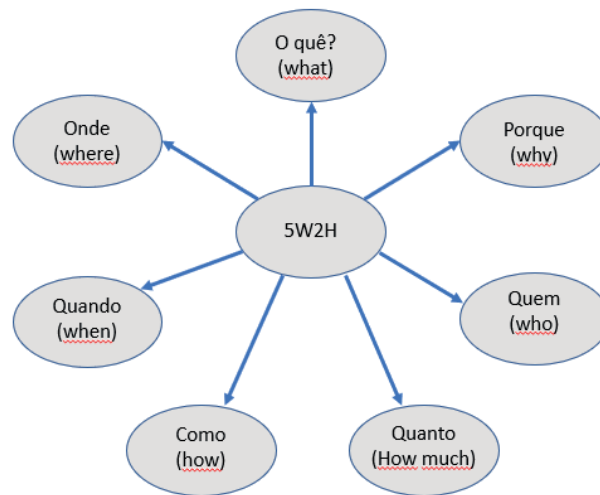 O quê?
(what)
Onde
(where)
Porque
(why)
5W2H
Quando
(when)
Quem
(who)
Como
(how)
Quanto
(How much)